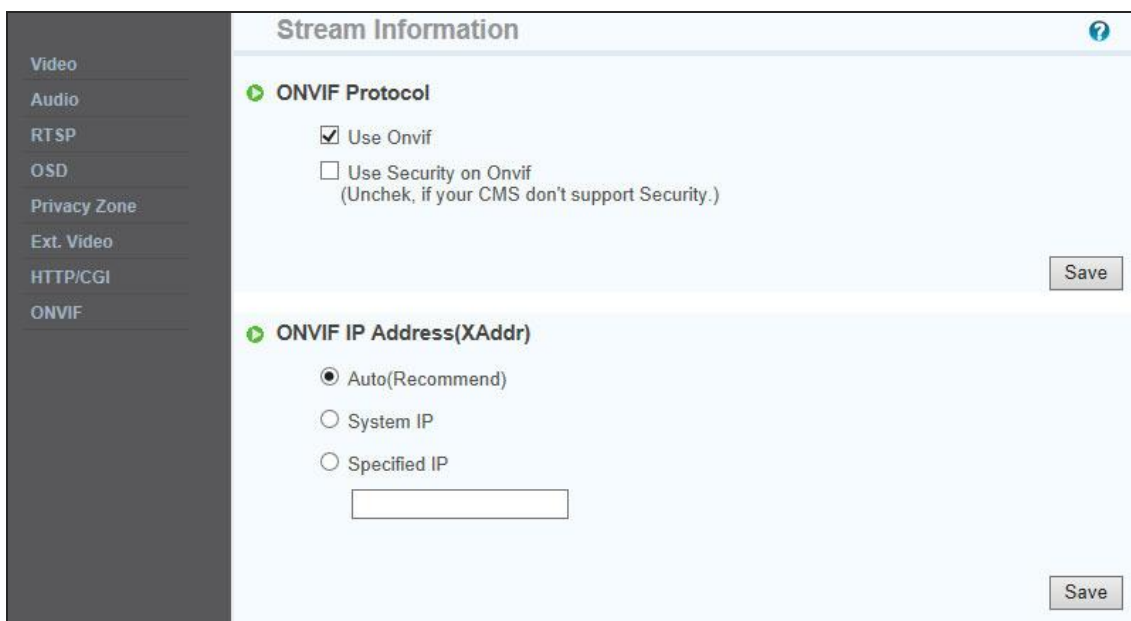 Stream Information
?
Video
Audio
RTSP
OSD
Privacy Zone
Ext. Video
HTTP/CGI
ONVIF
ONVIF Protocol
Use Onvif
Use Security on Onvif
(Unchek, if your CMS don't support Security.)
Save
ONVIF IP Address(XAddr)
Auto(Recommend)
System IP
Specified IP
Save